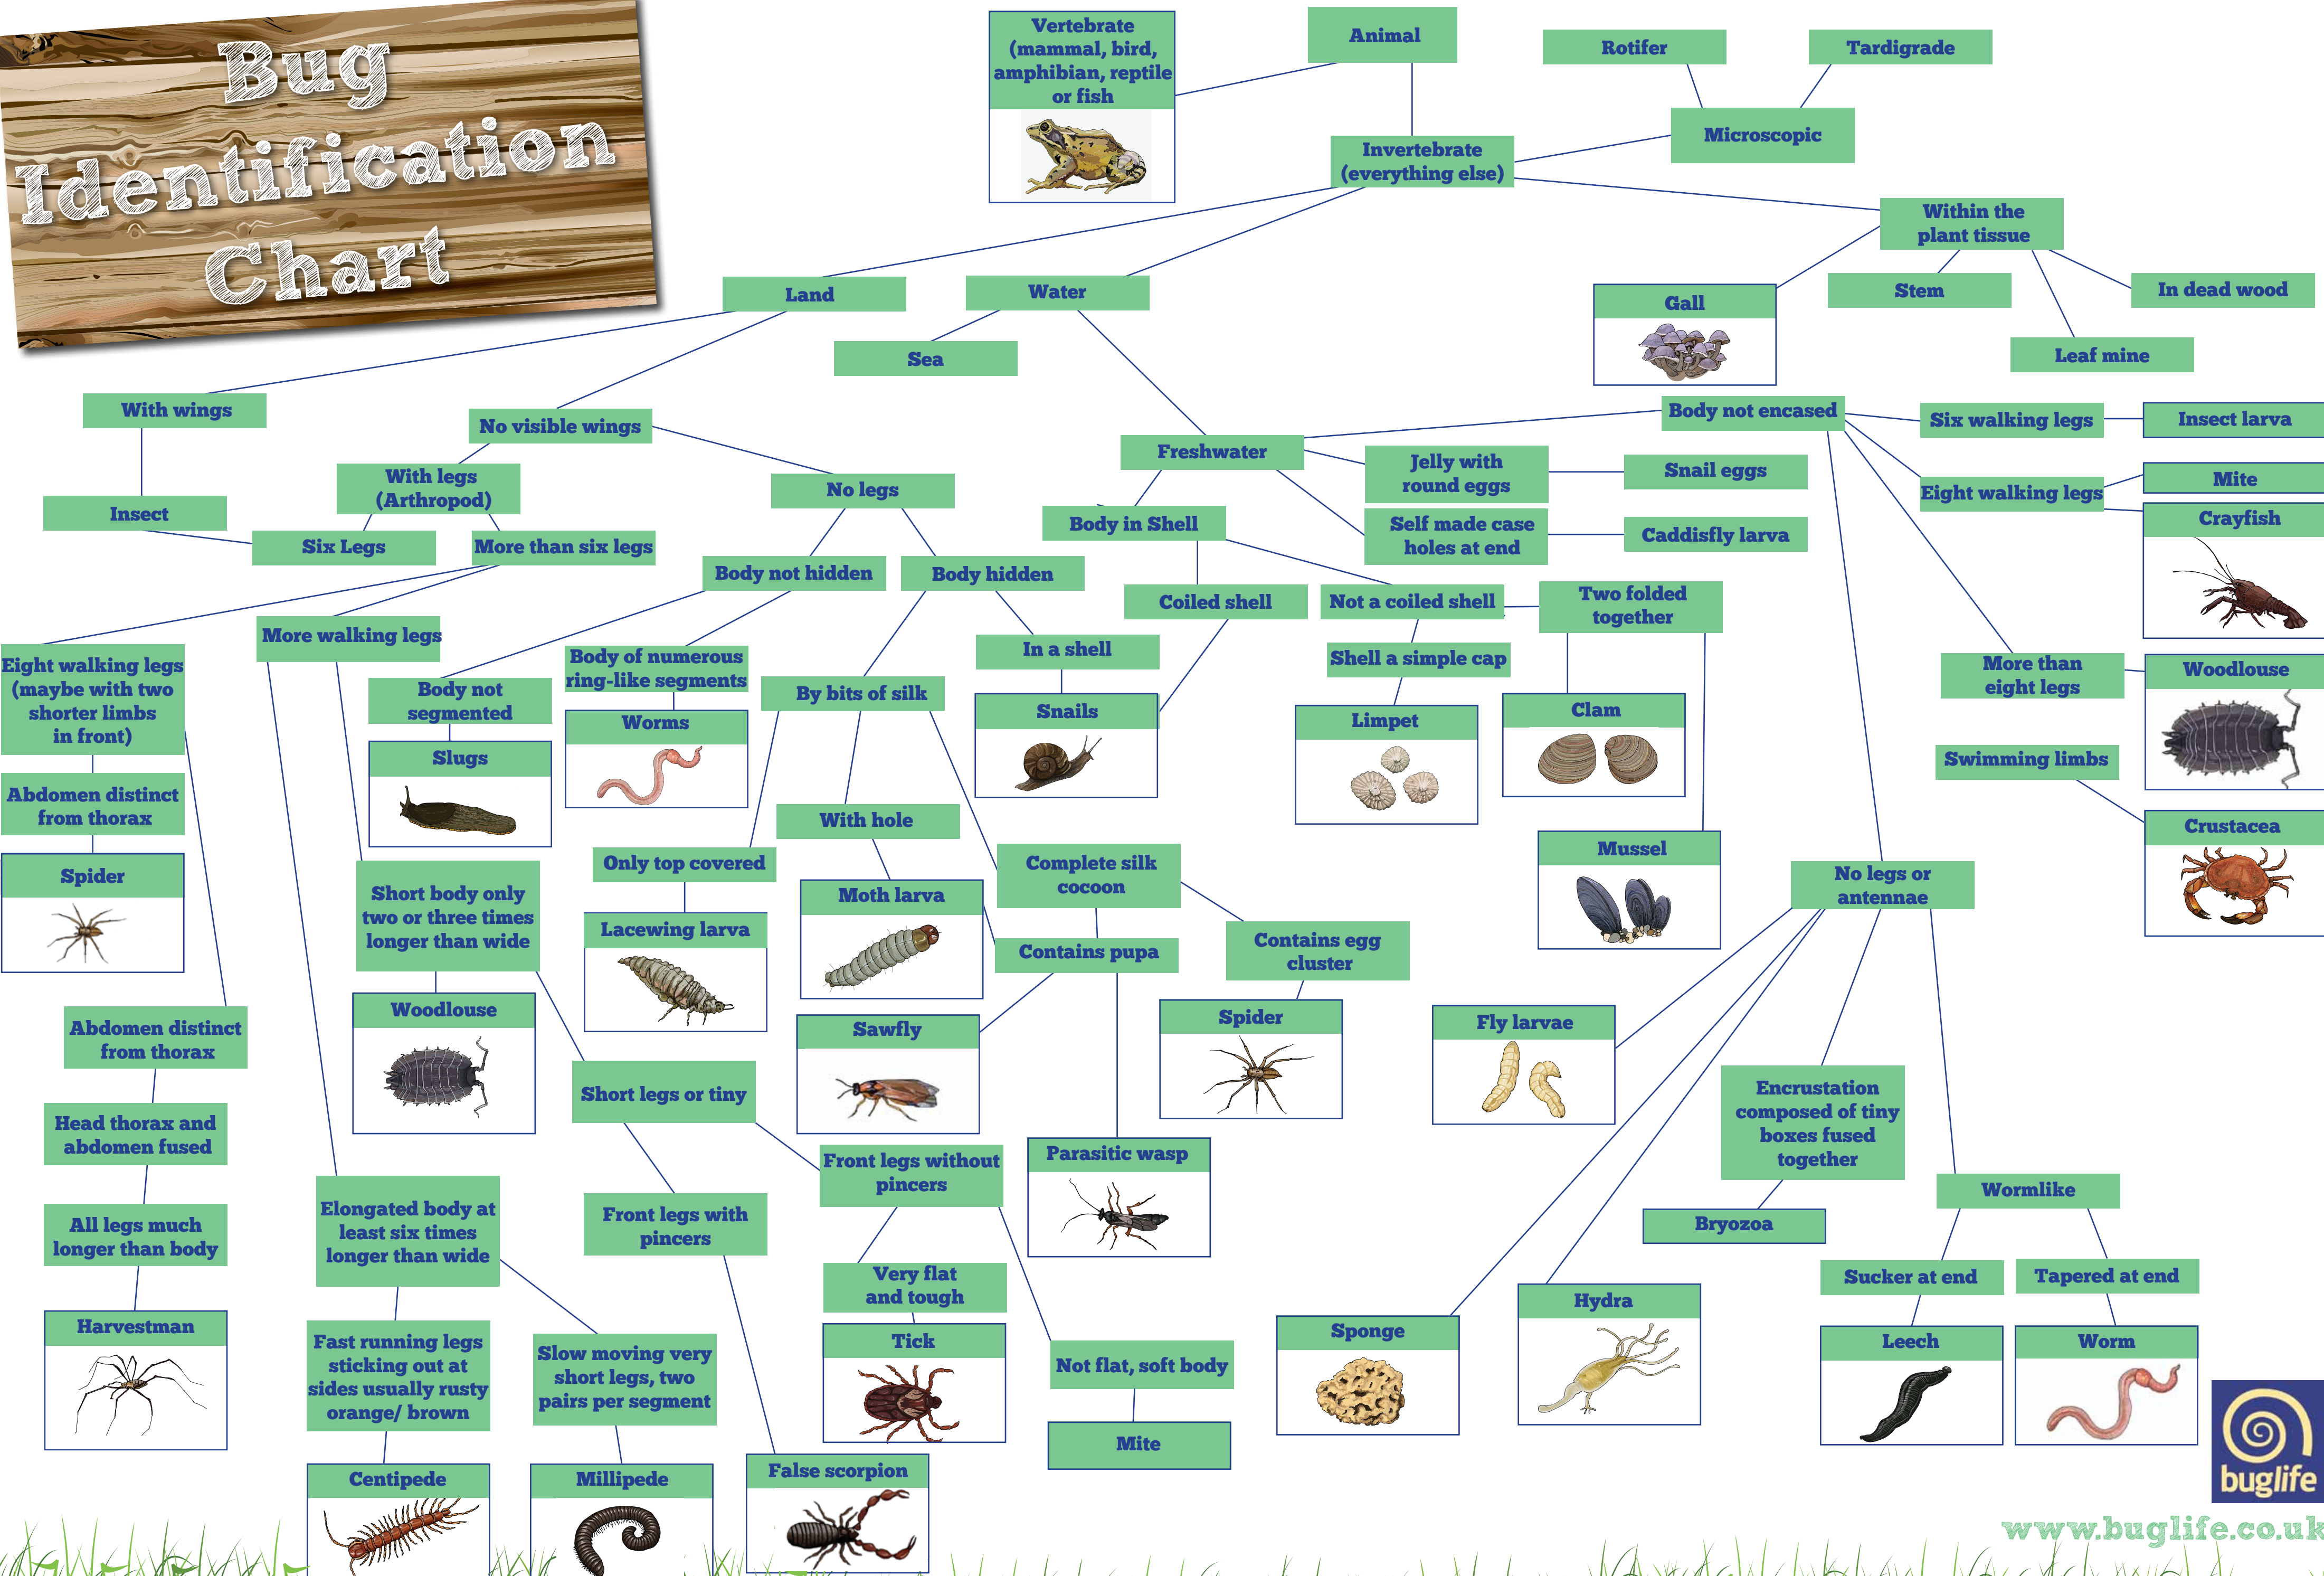 Bug
Identification
Chart
Vertebrate
(mammal, bird,
amphibian, reptile
or fish
Animal
Rotifer
Tardigrade
Microscopic
Invertebrate
(everything else)
Within the
plant tissue
Land
Water
Gall
Stem
In dead wood
Sea
Leaf mine
With wings
No visible wings
Body not encased
Six walking legs
Insect larva
Freshwater
With legs
(Arthropod)
No legs
Jelly with
round eggs
Snail eggs
Eight walking legs
Mite
Crayfish
Insect
Six Legs
More than six legs
Body in Shell
Self made case
holes at end
Caddisfly larva
Body not hidden
Body hidden
Coiled shell
Not a coiled shell
Two folded
together
More walking legs
Eight walking legs
(maybe with two
shorter limbs
in front)
Body of numerous
ring-like segments
In a shell
Shell a simple cap
More than
eight legs
Woodlouse
Body not
segmented
By bits of silk
Worms
Snails
Limpet
Clam
Slugs
Swimming limbs
Abdomen distinct
from thorax
With hole
Crustacea
Mussel
Spider
Short body only
two or three times
longer than wide
Only top covered
Complete silk
cocoon
No legs or
antennae
Moth larva
Lacewing larva
Contains pupa
Contains egg
cluster
Woodlouse
Sawfly
Spider
Fly larvae
Abdomen distinct
from thorax
Short legs or tiny
Encrustation
composed of tiny
boxes fused
together
Head thorax and
abdomen fused
Front legs without
pincers
Parasitic wasp
Wormlike
Elongated body at
least six times
longer than wide
Front legs with
pincers
All legs much
longer than body
Bryozoa
Very flat
and tough
Sucker at end
Tapered at end
Hydra
Harvestman
Fast running legs
sticking out at
sides usually rusty
orange/ brown
Slow moving very
short legs, two
pairs per segment
Tick
Not flat, soft body
Sponge
Leech
Worm
Mite
Centipede
Millipede
False scorpion
buglife
www.buglife.co.uk